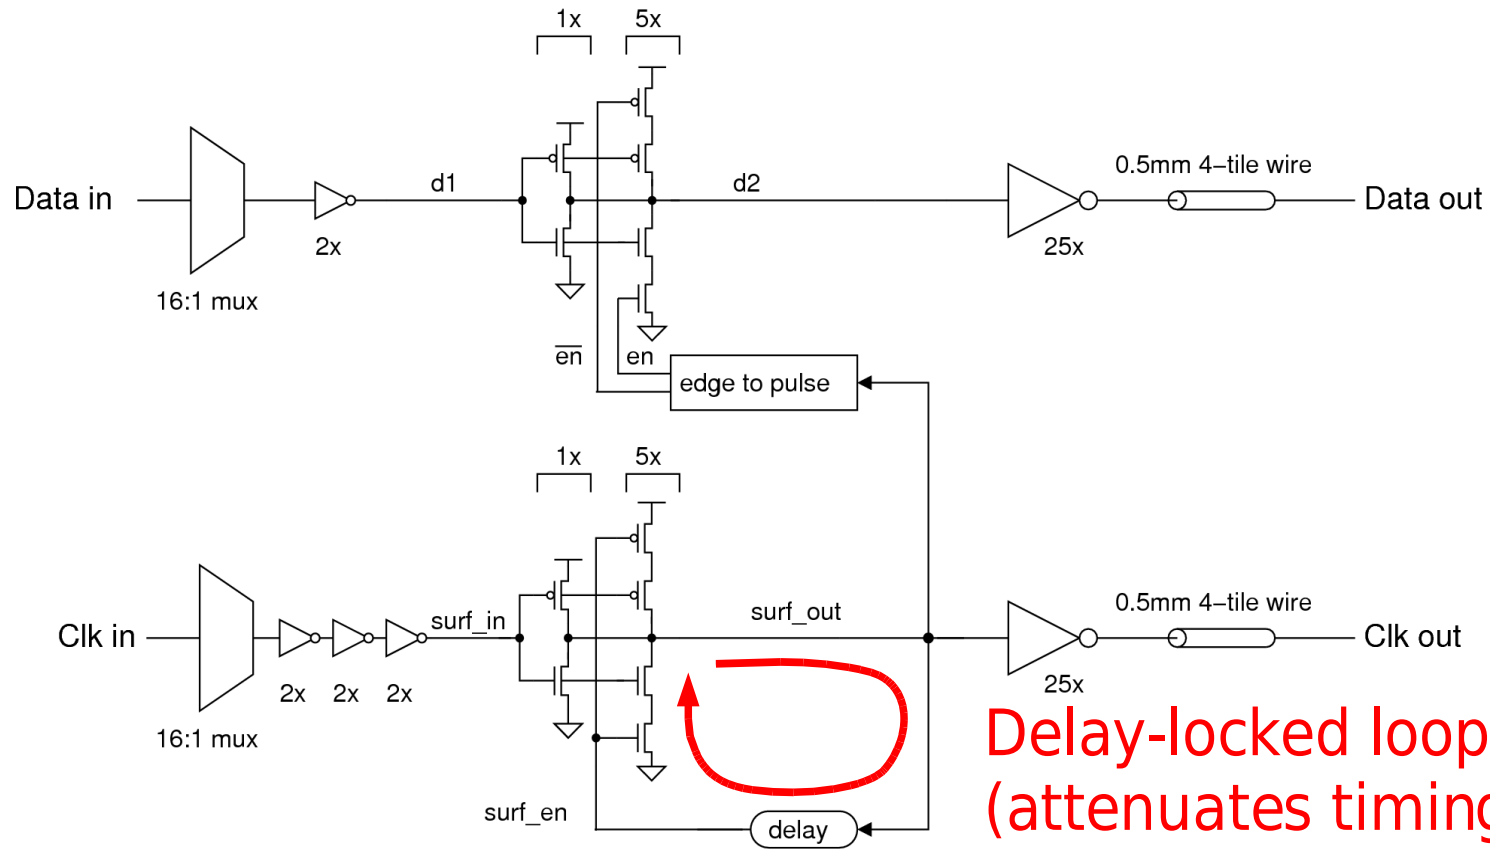 1x 5x
Data in
d1
d2
0.5mm 4−tile wire
Data out
2x
25x
16:1 mux
en en
edge to pulse
1x 5x
Clk in
surf_in
surf_out
0.5mm 4−tile wire
Clk out
2x 2x 2x
25x
16:1 mux
Delay-locked loop
(attenuates timing
surf_en
delay